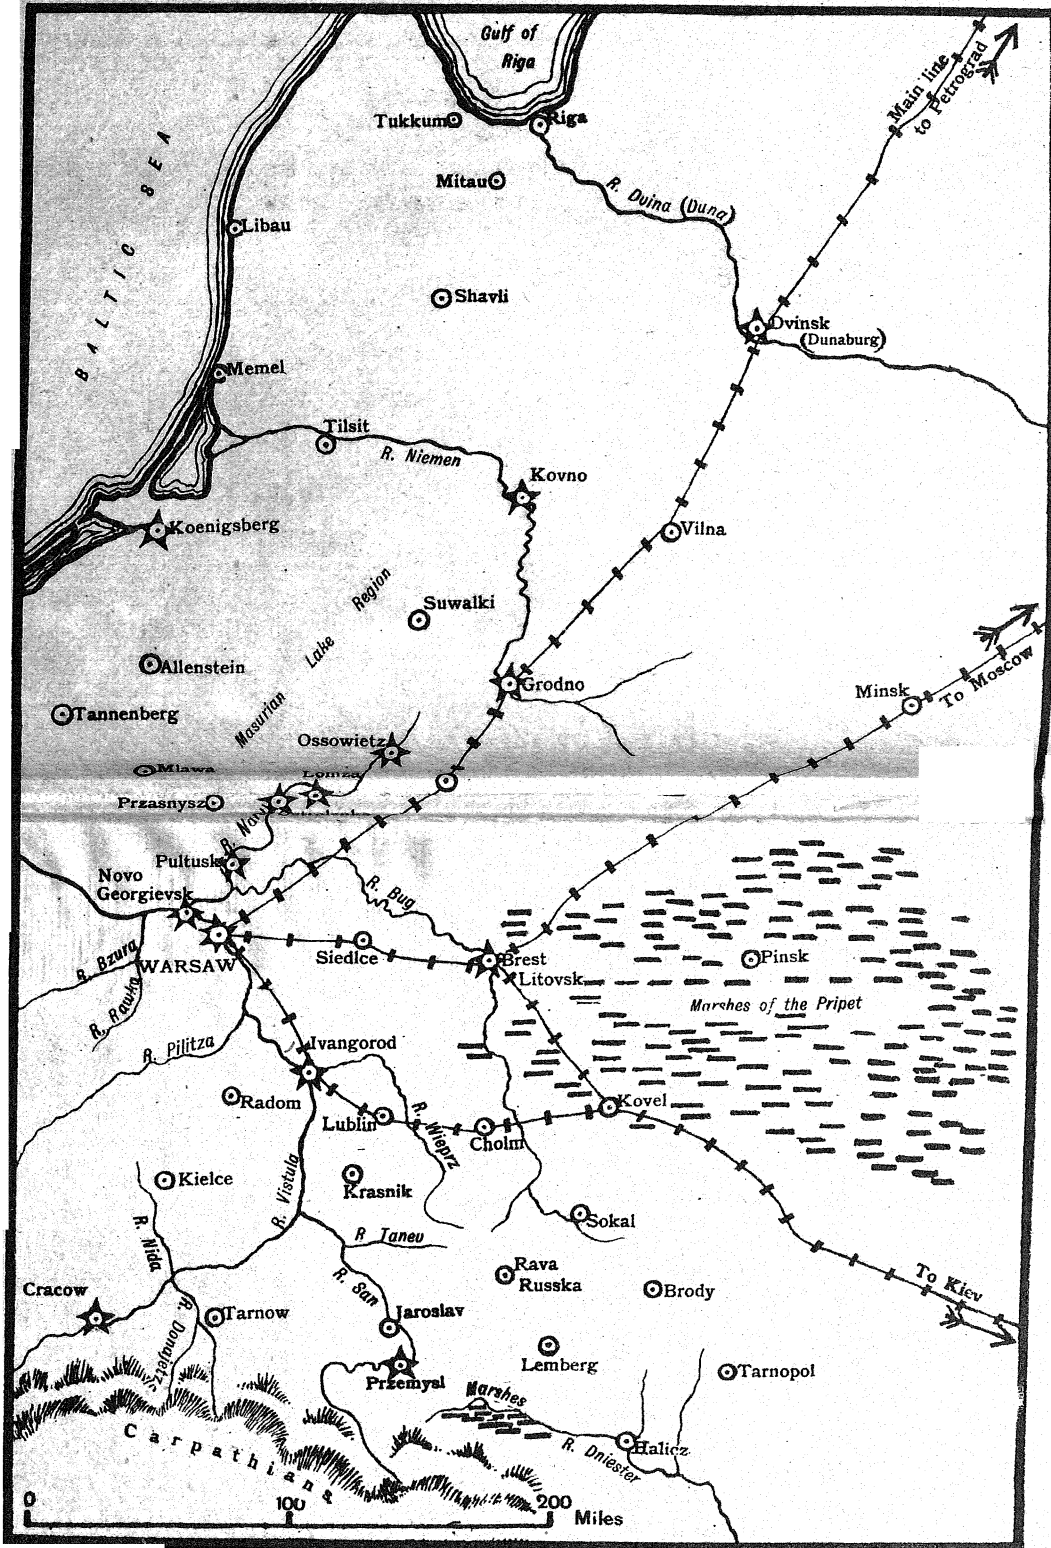 Gulf of
Riga
Main line
to Petrograd
Tukkum
Riga
BALTIC SEA
Mitau
R. Dvina (Duna)
Libau
Shavli
Dvinsk
(Dunaburg)
Memel
Tilsit
R. Niemen
Kovno
Koenigsberg
Vilna
Masurian Lake Region
Suwalki
Allenstein
Grodno
Minsk
To Moscow
Tannenberg
Ossowietz
Mlawa
Lomza
Przasnysz
Pultusk
Novo
Georgievsk
R. Bug
R. Bzura
WARSAW
Siedlce
Brest
Litovsk
Pinsk
Marshes of the Pripet
R. Rawka
R. Pilitza
Ivangorod
Radom
Lublin
R. Wieprz
Cholm
Kovel
Kielce
Krasnik
R. Vistula
Sokal
R. Nida
R Tanev
R. San
Rava
Russka
Brody
To Kiev
Cracow
R. Donajetz
Tarnow
Jaroslav
Lemberg
Tarnopol
Przemysl
Marshes
Carpathians
R. Dniester
Halicz
0 100 200
Miles